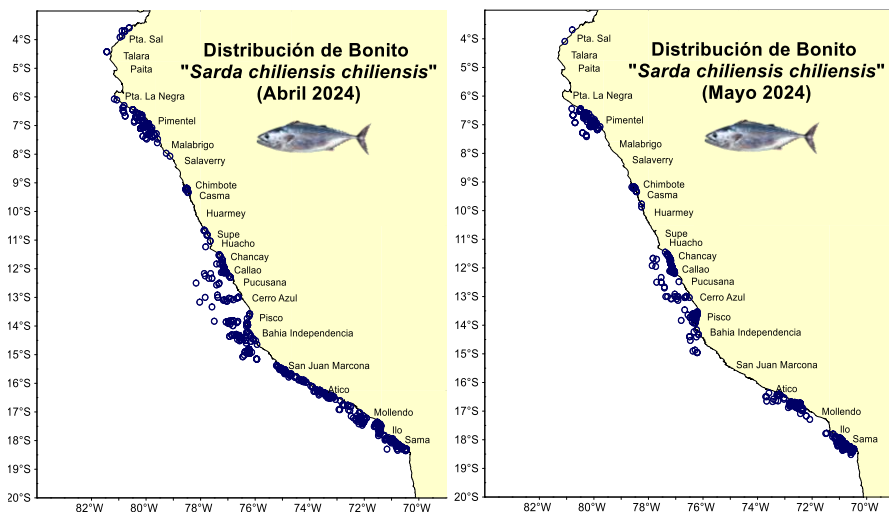 4°S
5°S
6°S
7°S
8°S
9°S
10°S
11°S
12°S
13°S
14°S
15°S
16°S
17°S
18°S
19°S
20°S
82°W 80°W 78°W 76°W 74°W 72°W 70°W
Distribución de Bonito
"Sarda chiliensis chiliensis"
(Abril 2024)
Pta. Sal
Talara
Paita
Pta. La Negra
Pimentel
Malabrigo
Salaverry
Chimbote
Casma
Huarmey
Supe
Huacho
Chancay
Callao
Pucusana
Cerro Azul
Pisco
Bahia Independencia
San Juan Marcona
Atico
Mollendo
Ilo
Sama
4°S
5°S
6°S
7°S
8°S
9°S
10°S
11°S
12°S
13°S
14°S
15°S
16°S
17°S
18°S
19°S
20°S
82°W 80°W 78°W 76°W 74°W 72°W 70°W
Distribución de Bonito
"Sarda chiliensis chiliensis"
(Mayo 2024)
Pta. Sal
Talara
Paita
Pta. La Negra
Pimentel
Malabrigo
Salaverry
Chimbote
Casma
Huarmey
Supe
Huacho
Chancay
Callao
Pucusana
Cerro Azul
Pisco
Bahia Independencia
San Juan Marcona
Atico
Mollendo
Ilo
Sama